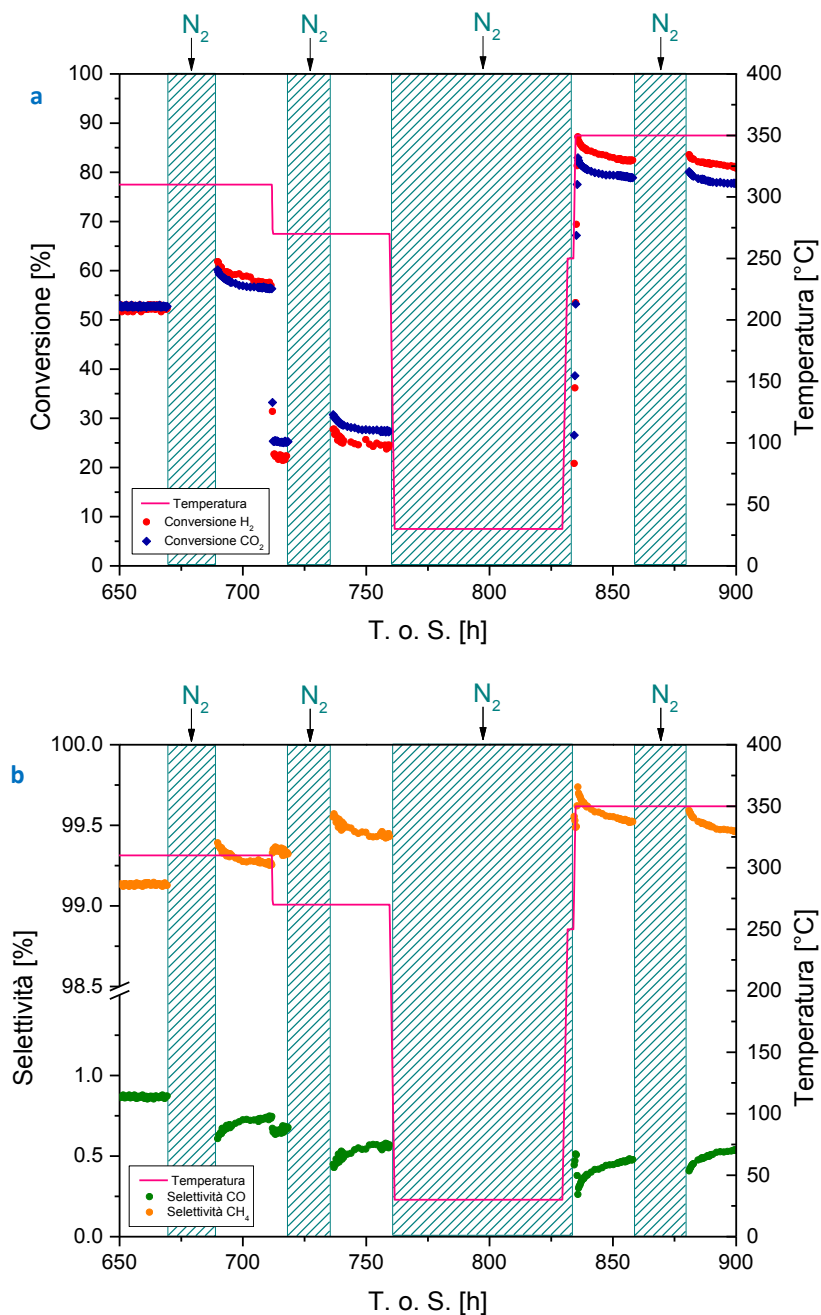 N2 N2 N2 N2
a
100
90
80
70
60
50
40
30
20
10
0
Conversione [%]
400
350
300
250
200
150
100
50
0
Temperatura [°C]
Temperatura
Conversione H2
Conversione CO2
650 700 750 800 850 900
T. o. S. [h]
N2 N2 N2 N2
b
100.0
99.5
99.0
98.5
1.0
0.5
0.0
Selettività [%]
400
350
300
250
200
150
100
50
0
Temperatura [°C]
Temperatura
Selettività CO
Selettività CH4
650 700 750 800 850 900
T. o. S. [h]